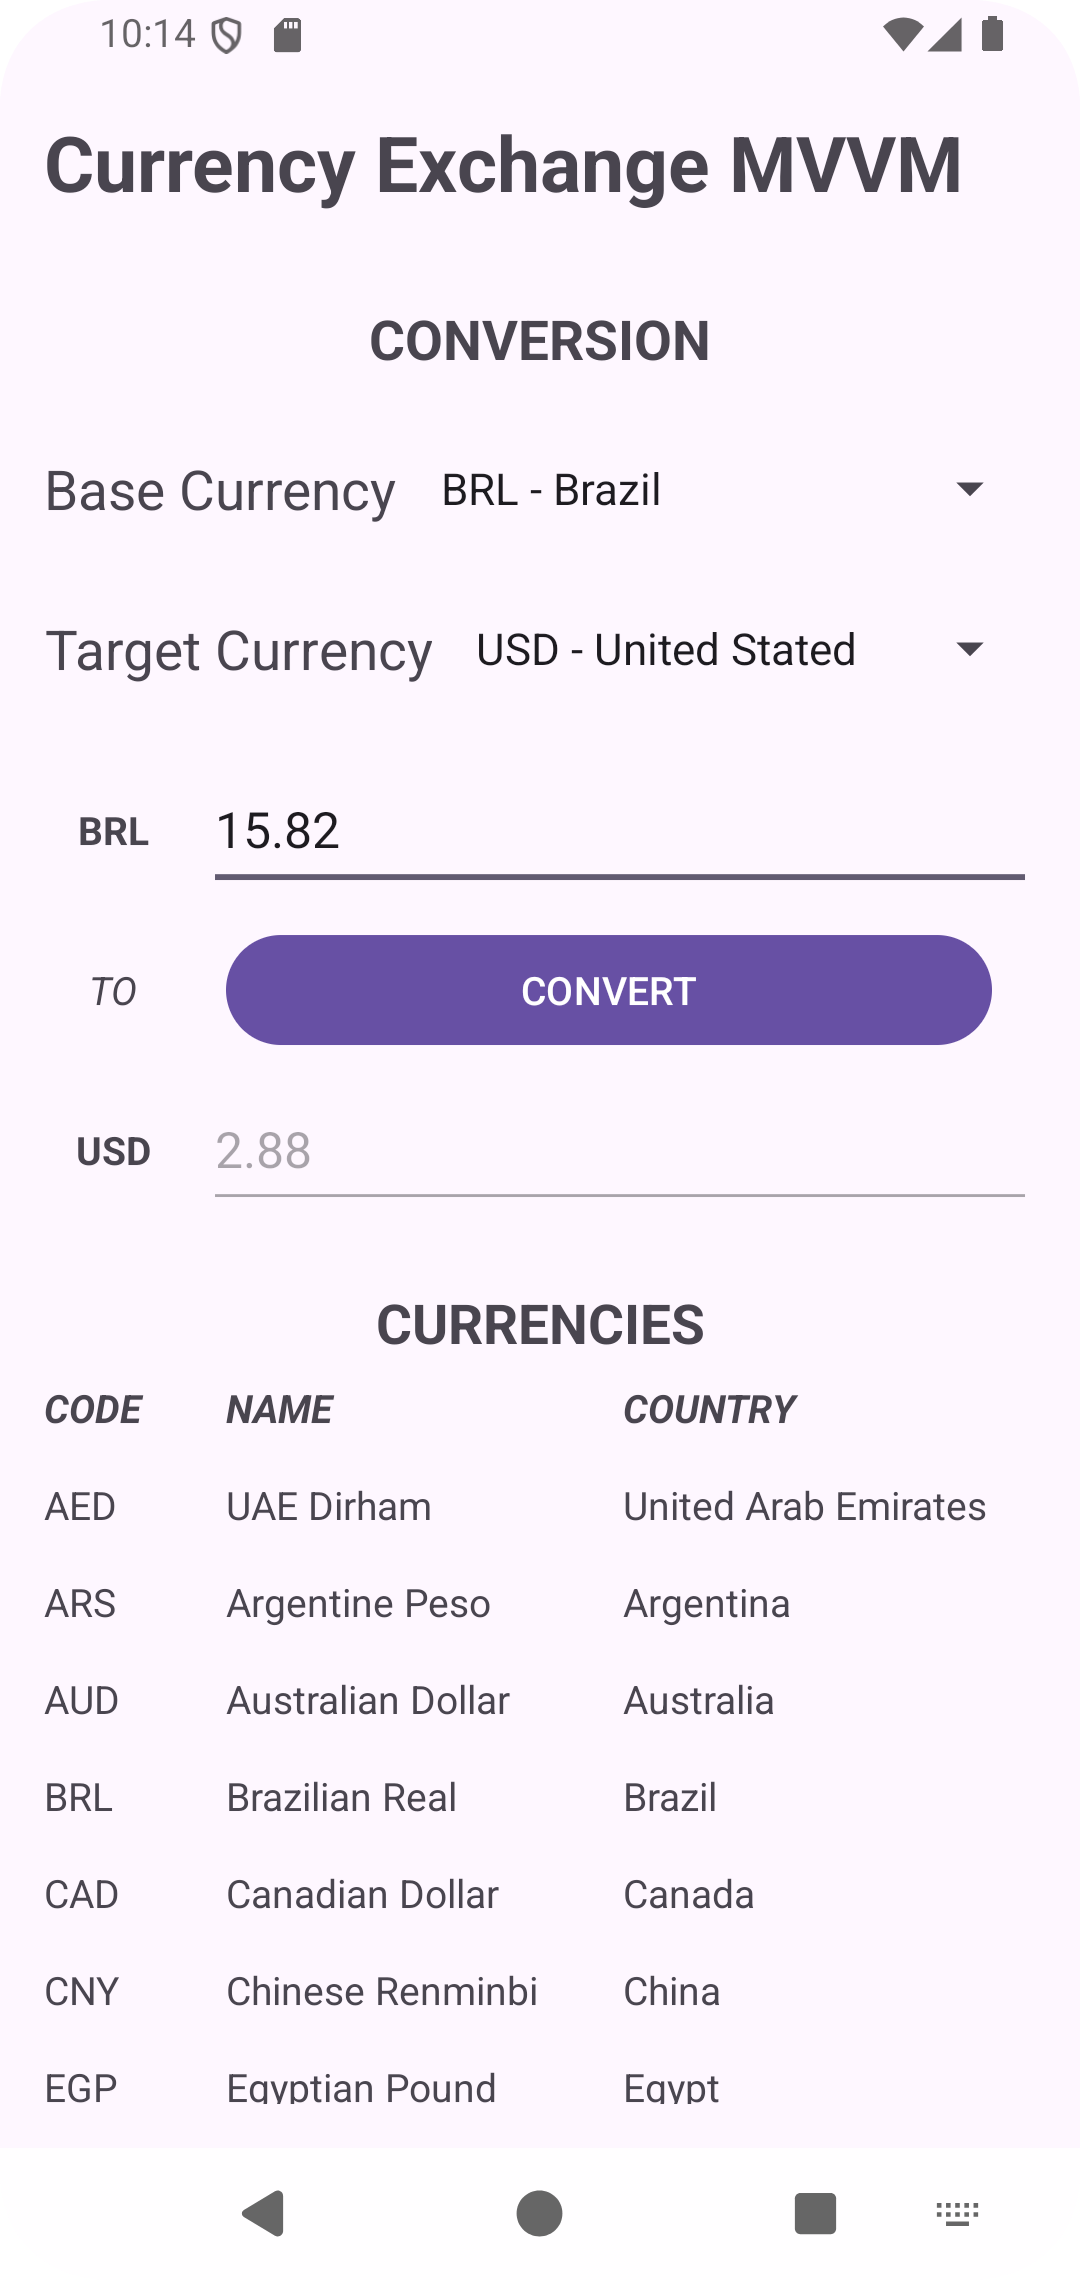 10:14
Currency Exchange MVVM
CONVERSION
Base Currency BRL - Brazil
Target Currency USD - United Stated
BRL 15.82
TO CONVERT
USD 2.88
CURRENCIES
CODE NAME COUNTRY
AED UAE Dirham United Arab Emirates
ARS Argentine Peso Argentina
AUD Australian Dollar Australia
BRL Brazilian Real Brazil
CAD Canadian Dollar Canada
CNY Chinese Renminbi China
EGP Egyptian Pound Egypt